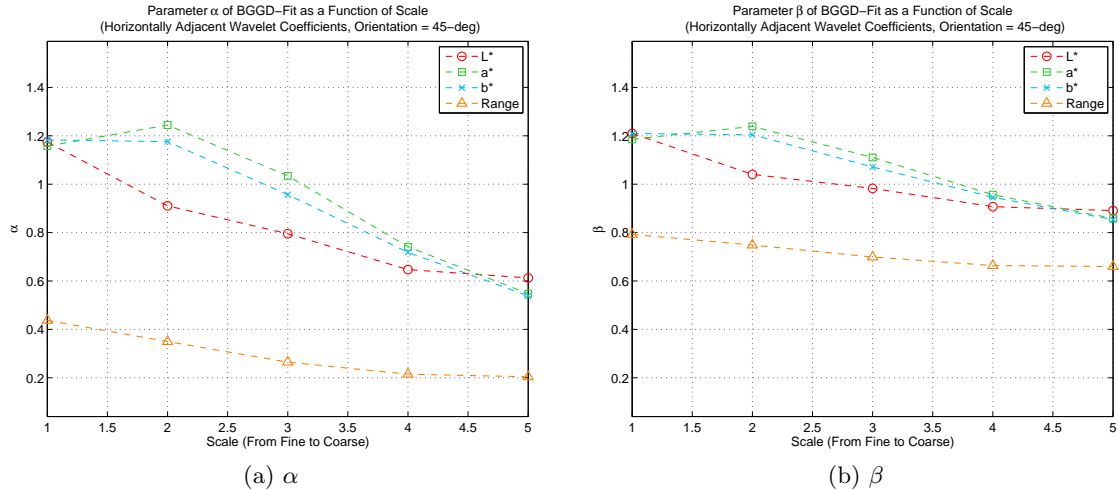 Parameter α of BGGD−Fit as a Function of Scale
(Horizontally Adjacent Wavelet Coefficients, Orientation = 45−deg)
L*
a*
b*
Range
1.4
1.2
1
0.8
0.6
0.4
0.2
α
1 1.5 2 2.5 3 3.5 4 4.5 5
Scale (From Fine to Coarse)
(a) α
Parameter β of BGGD−Fit as a Function of Scale
(Horizontally Adjacent Wavelet Coefficients, Orientation = 45−deg)
L*
a*
b*
Range
1.4
1.2
1
0.8
0.6
0.4
0.2
β
1 1.5 2 2.5 3 3.5 4 4.5 5
Scale (From Fine to Coarse)
(b) β